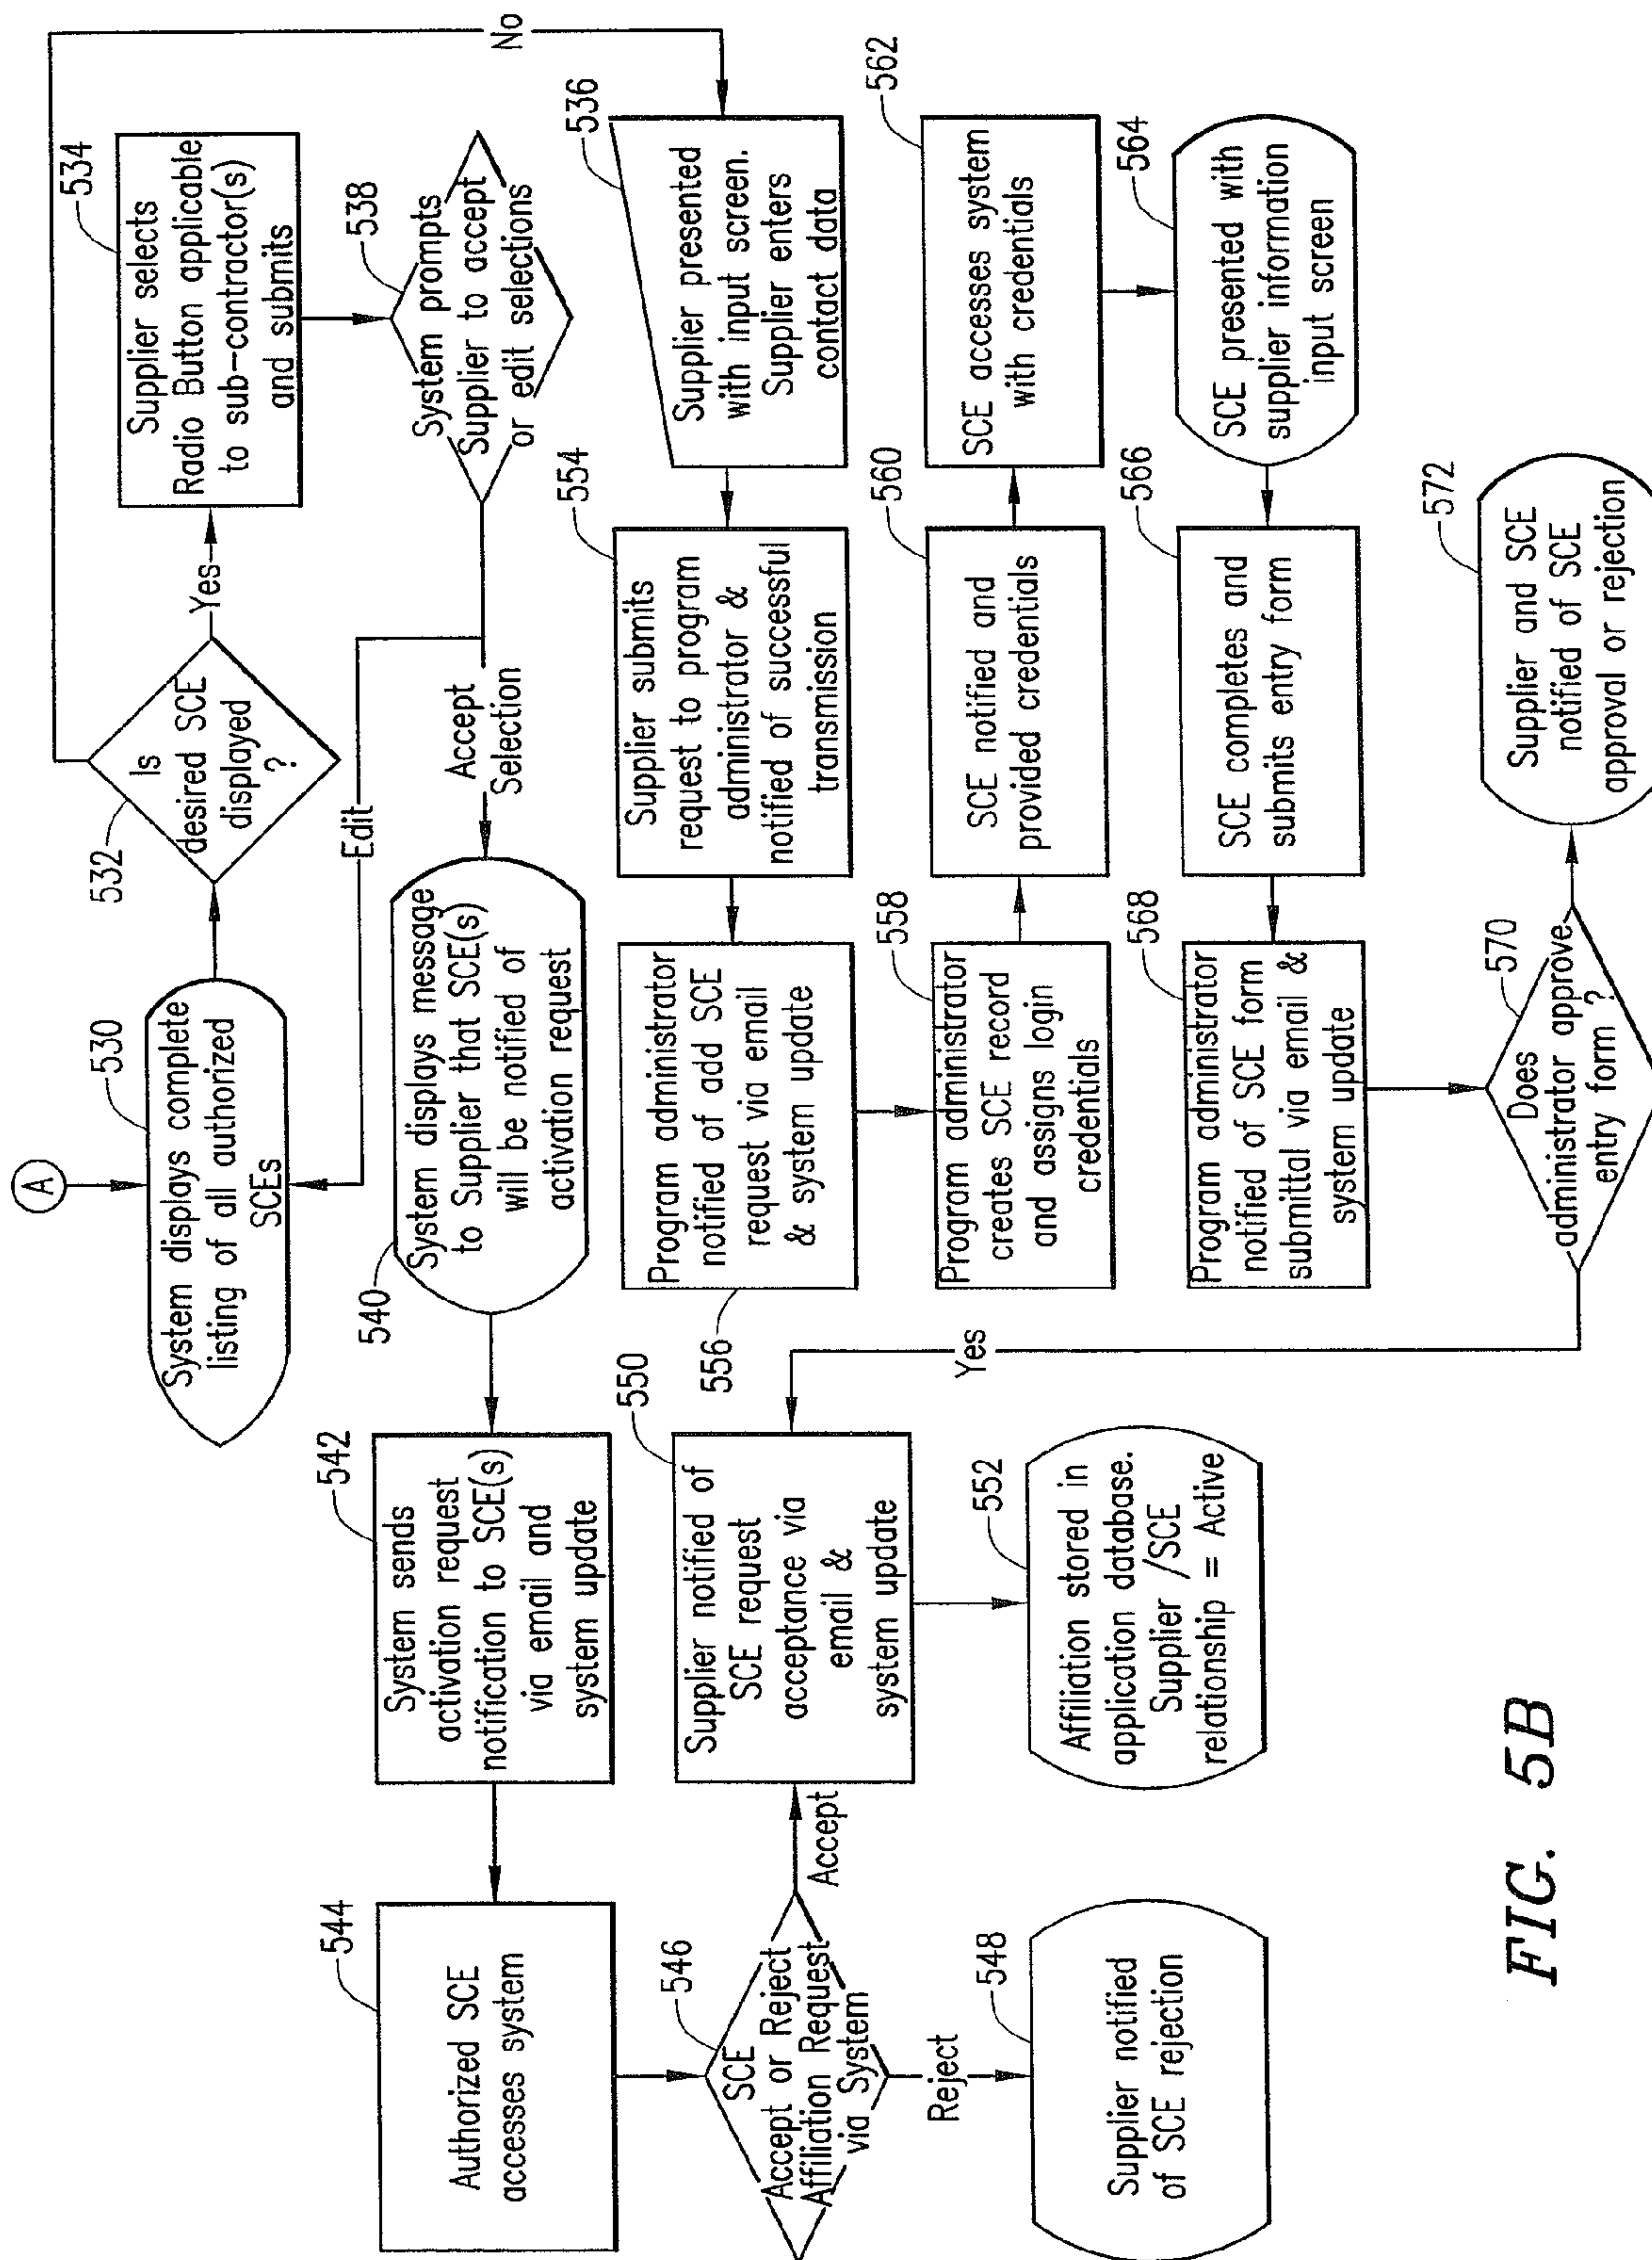 A
530
System displays complete
listing of all authorized
SCEs
532
Is
desired SCE
displayed
?
Yes
No
534
Supplier selects
Radio Button applicable
to sub-contractor(s)
and submits
538
System prompts
Supplier to accept
or edit selections
Edit
Accept
Selection
540
System displays message
to Supplier that SCE(s)
will be notified of
activation request
542
System sends
activation request
notification to SCE(s)
via email and
system update
544
Authorized SCE
accesses system
546
SCE
Accept or Reject
Affiliation Request
via System
Accept
Reject
548
Supplier notified
of SCE rejection
550
Supplier notified of
SCE request
acceptance via
email &
system update
552
Affiliation stored in
application database.
Supplier /SCE
relationship = Active
536
Supplier presented
with input screen.
Supplier enters
contact data
554
Supplier submits
request to program
administrator &
notified of successful
transmission
556
Program administrator
notified of add SCE
request via email
& system update
558
Program administrator
creates SCE record
and assigns login
credentials
560
SCE notified and
provided credentials
562
SCE accesses system
with credentials
564
SCE presented with
supplier information
input screen
566
SCE completes and
submits entry form
568
Program administrator
notified of SCE form
submittal via email &
system update
570
Does
administrator approve
entry form ?
Yes
572
Supplier and SCE
notified of SCE
approval or rejection
FIG. 5B